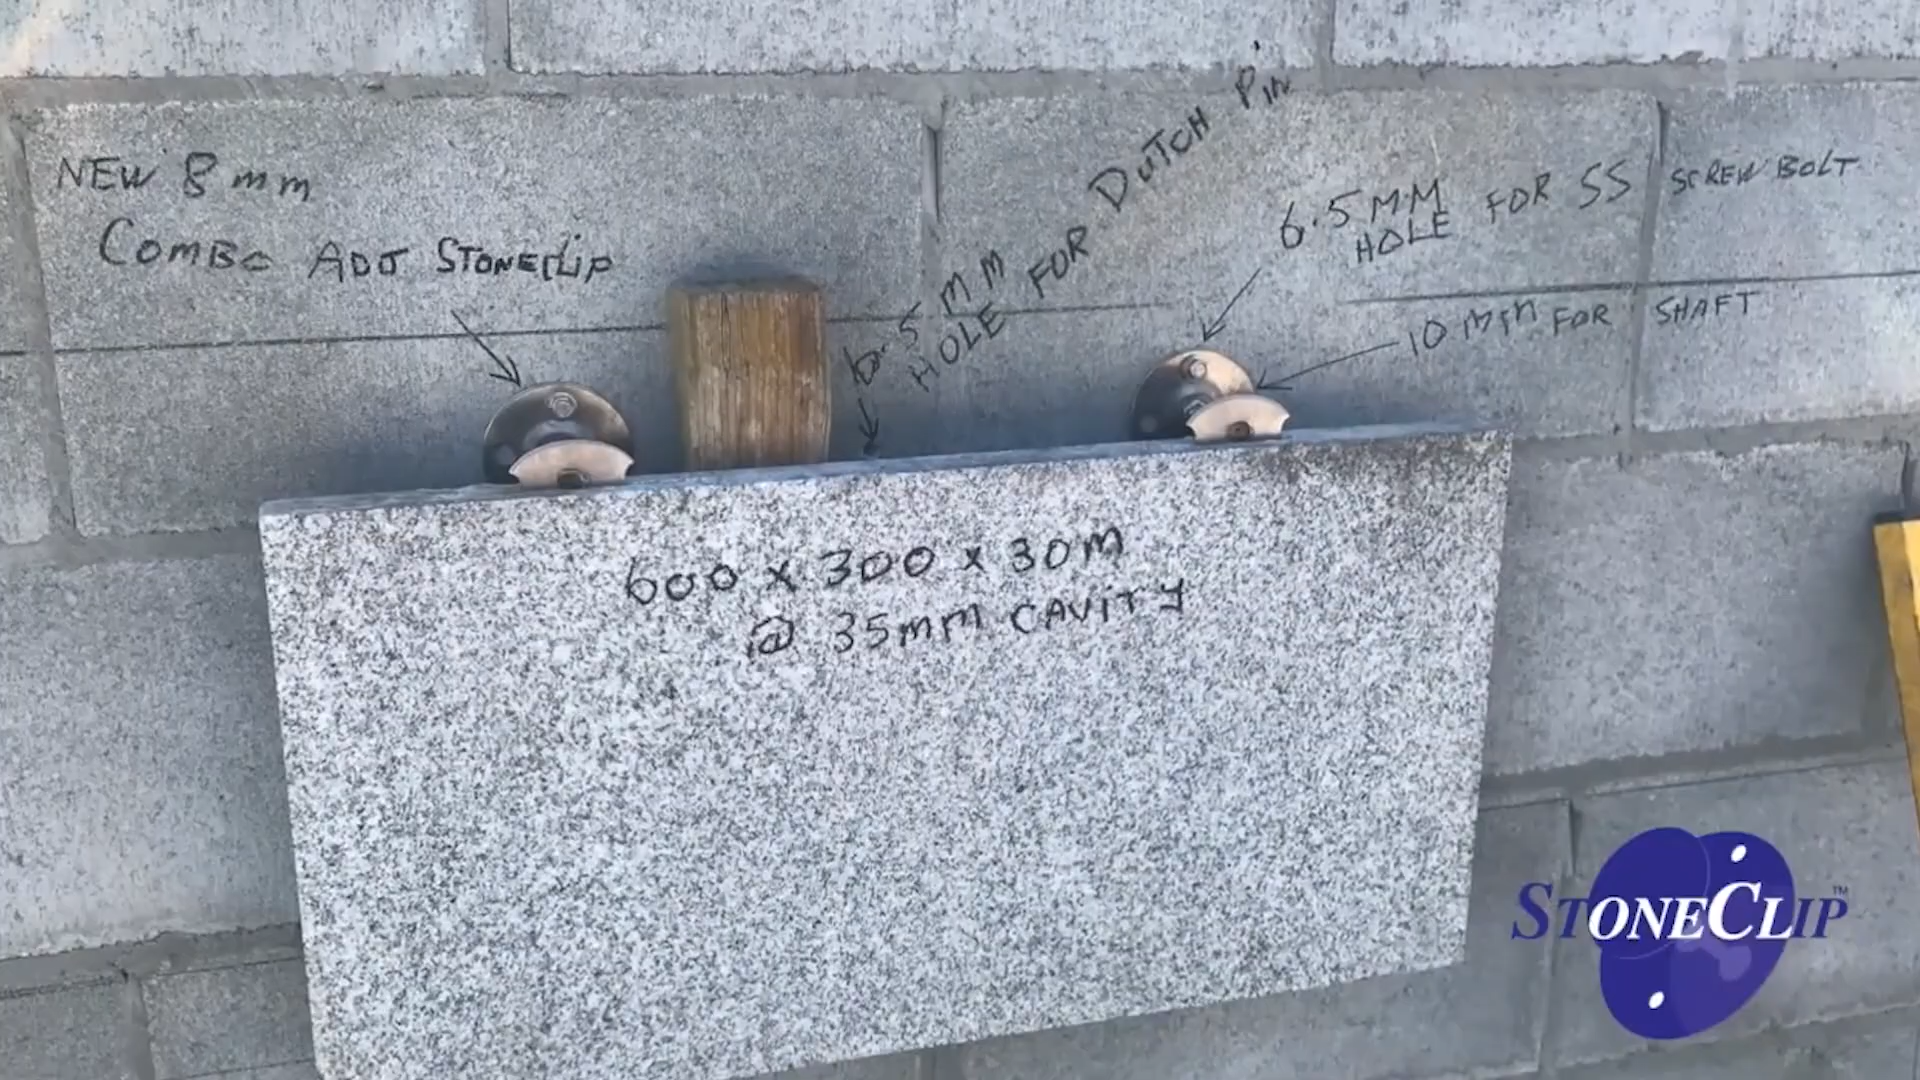 NEW 8mm
COMBO ADJ STONECLIP
6.5MM
HOLE FOR DUTCH PIN
6.5MM
HOLE FOR SS SCREW BOLT
10mm FOR SHAFT
600 x 300 x 30m
@ 35mm CAVITY
STONECLIP™